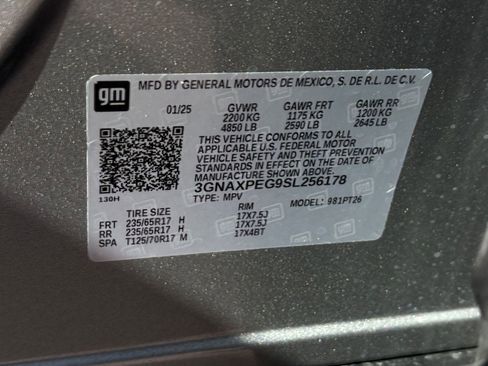 gm MFD BY GENERAL MOTORS DE MEXICO, S. DE R.L. DE C.V.
01/25 GVWR GAWR FRT GAWR RR
2200 KG 1175 KG 1200 KG
4850 LB 2590 LB 2645 LB
THIS VEHICLE CONFORMS TO ALL
APPLICABLE U.S. FEDERAL MOTOR
VEHICLE SAFETY AND THEFT PREVENTION
STANDARDS IN EFFECT ON THE DATE OF
MANUFACTURE SHOWN ABOVE.
3GNAXPEG9SL256178
130H TYPE: MPV MODEL: 981PT26
TIRE SIZE RIM
FRT 235/65R17 H 17X7.5J
RR 235/65R17 H 17X7.5J
SPA T125/70R17 M 17X4BT